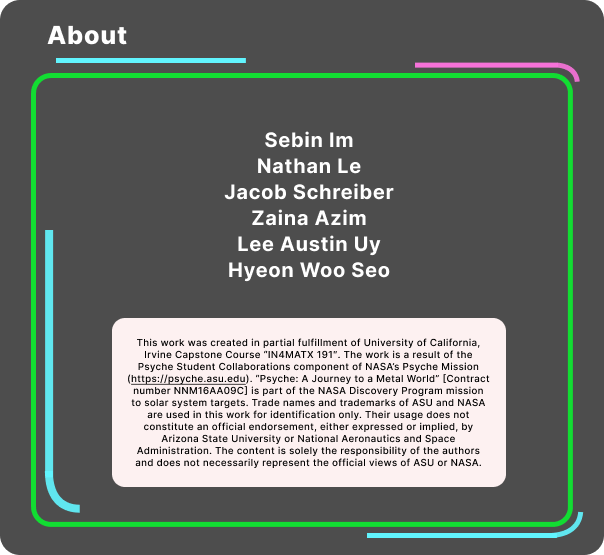 About
Sebin Im
Nathan Le
Jacob Schreiber
Zaina Azim
Lee Austin Uy
Hyeon Woo Seo
This work was created in partial fulfillment of University of California,
Irvine Capstone Course “IN4MATX 191”. The work is a result of the
Psyche Student Collaborations component of NASA’s Psyche Mission
(https://psyche.asu.edu). “Psyche: A Journey to a Metal World” [Contract
number NNM16AA09C] is part of the NASA Discovery Program mission
to solar system targets. Trade names and trademarks of ASU and NASA
are used in this work for identification only. Their usage does not
constitute an official endorsement, either expressed or implied, by
Arizona State University or National Aeronautics and Space
Administration. The content is solely the responsibility of the authors
and does not necessarily represent the official views of ASU or NASA.